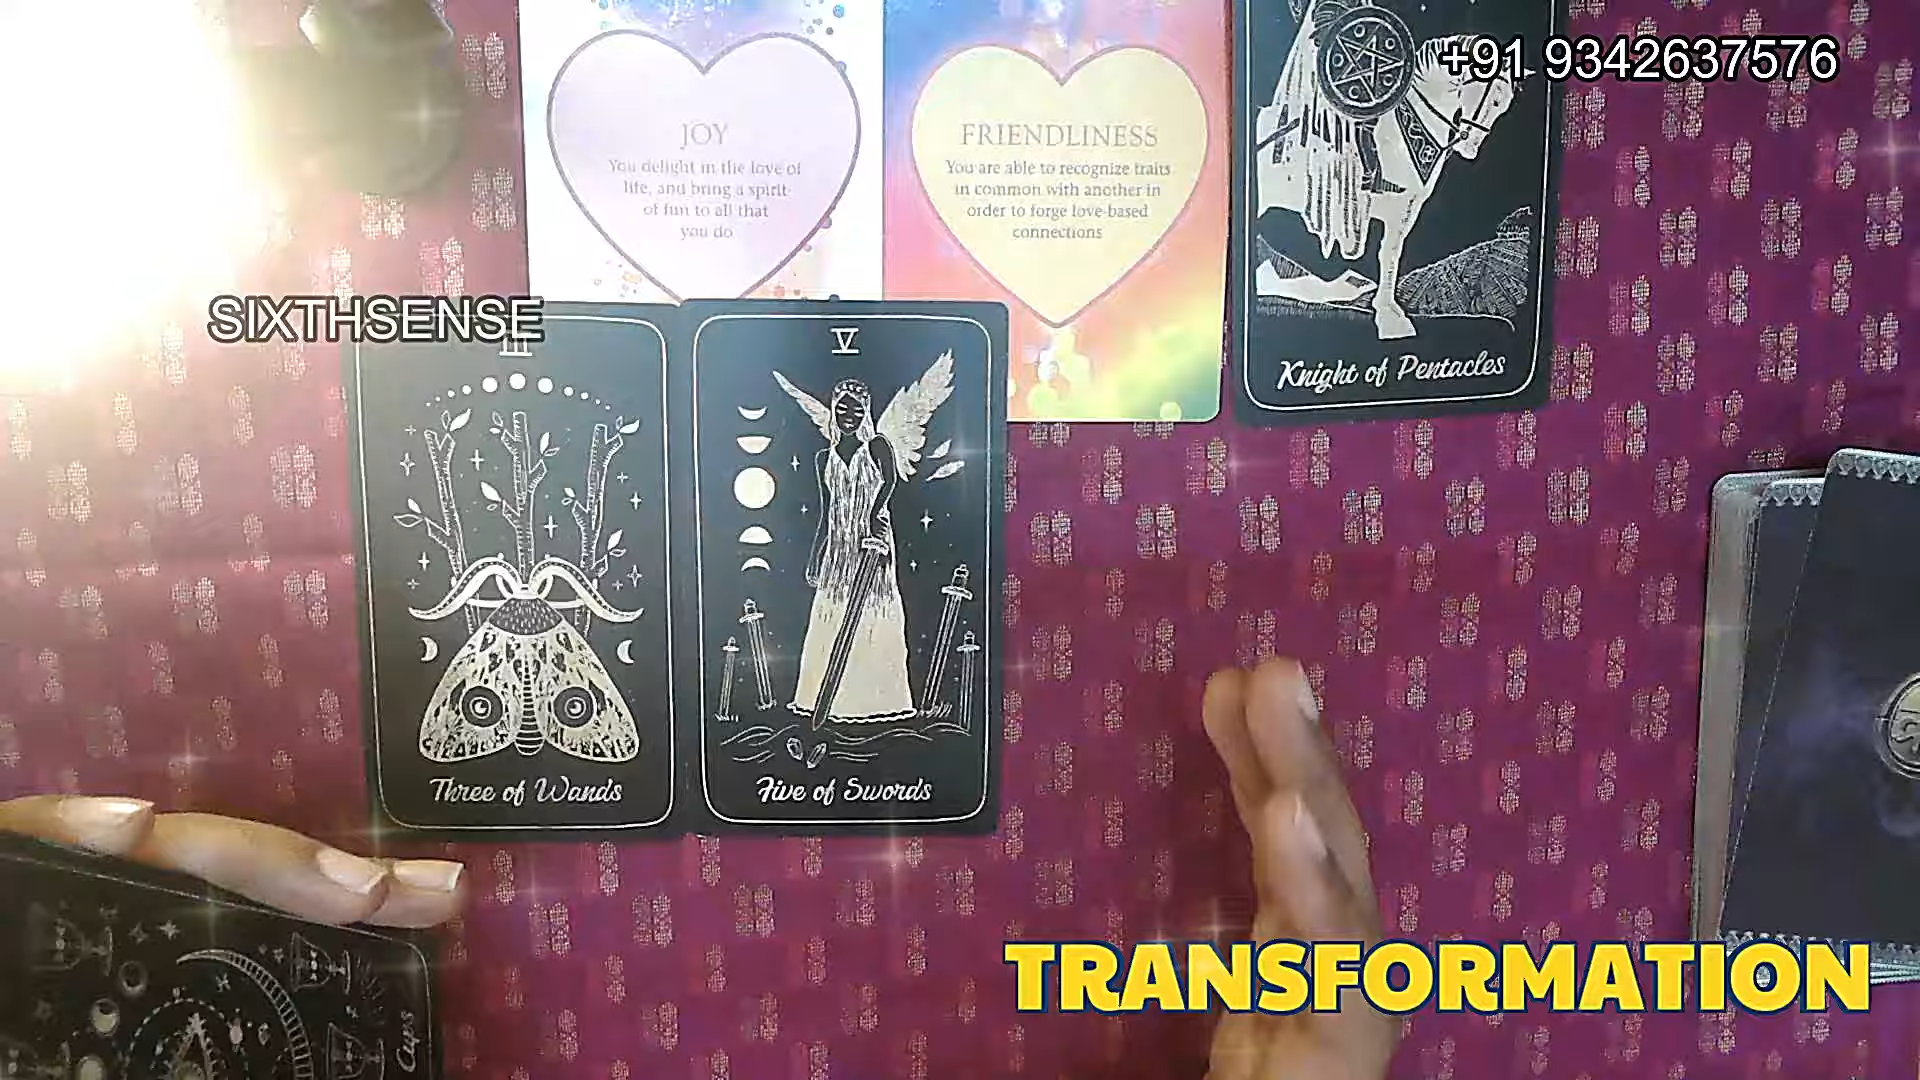 +91 9342637576
JOY
You delight in the love of
life, and bring a spirit
of fun to all that
you do
FRIENDLINESS
You are able to recognize traits
in common with another in
order to forge love-based
connections
Knight of Pentacles
SIXTHSENSE
III
V
Three of Wands
Five of Swords
Cups
TRANSFORMATION